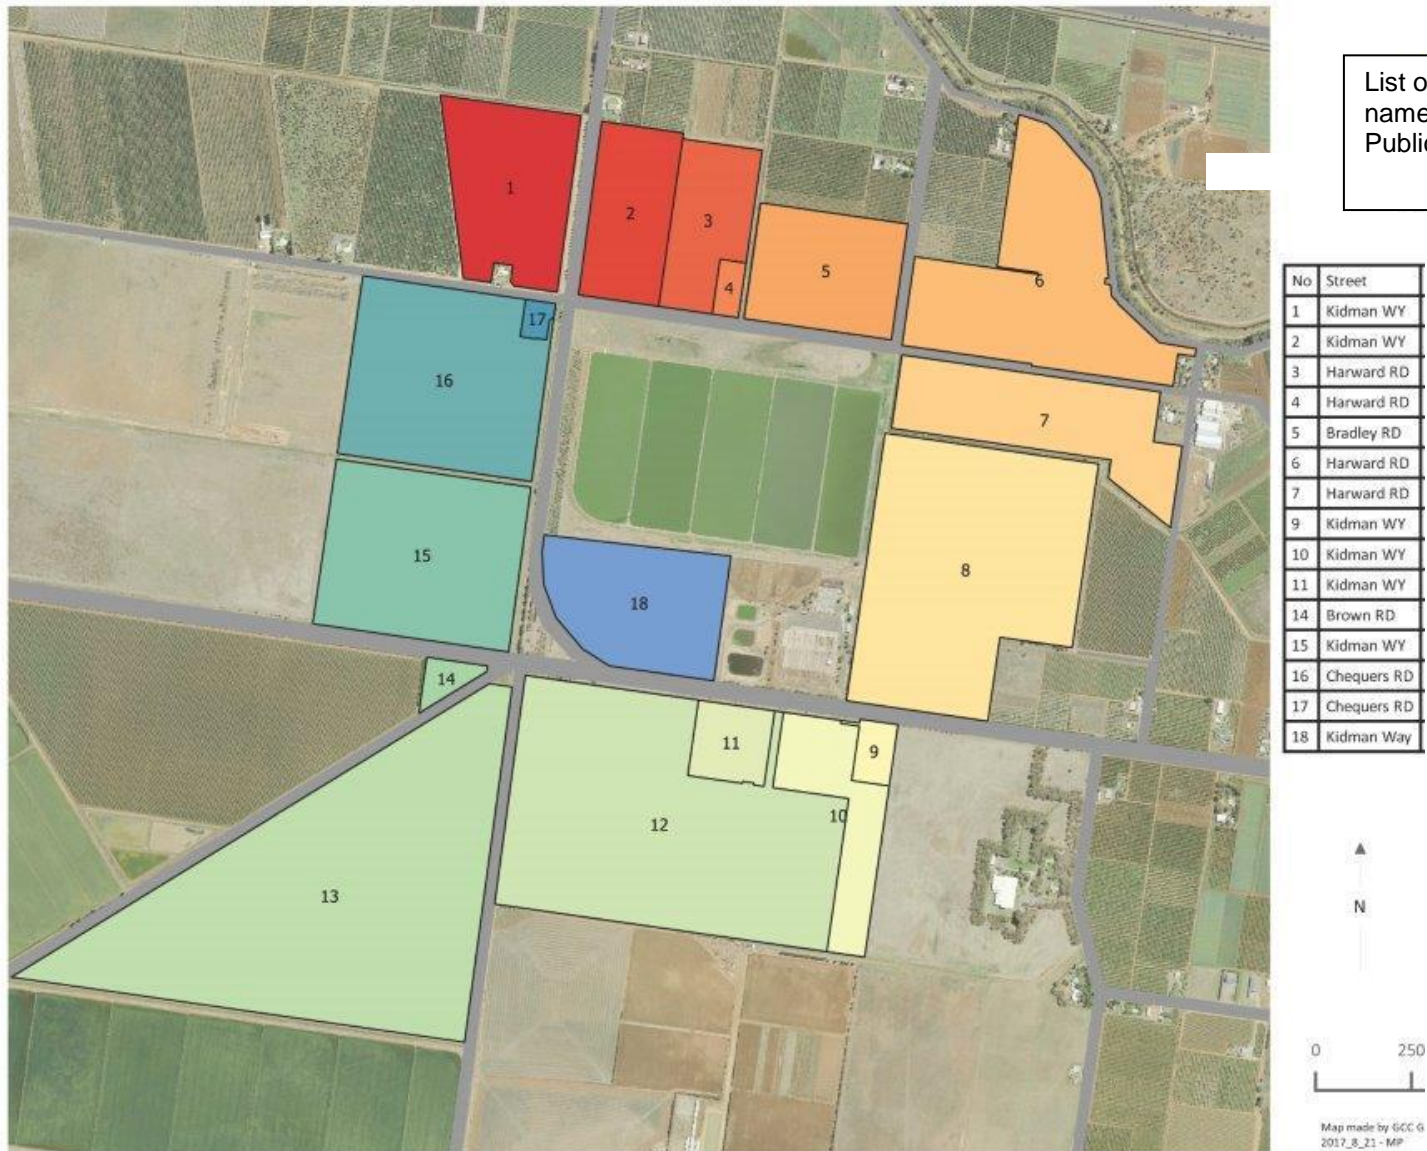 List o
name
Public
1
2
3
4
5
6
7
8
9
10
11
12
13
14
15
16
17
18
No Street
1 Kidman WY
2 Kidman WY
3 Harward RD
4 Harward RD
5 Bradley RD
6 Harward RD
7 Harward RD
9 Kidman WY
10 Kidman WY
11 Kidman WY
14 Brown RD
15 Kidman WY
16 Chequers RD
17 Chequers RD
18 Kidman Way
N
0 250
Map made by GCC G
2017_8_21 - MP